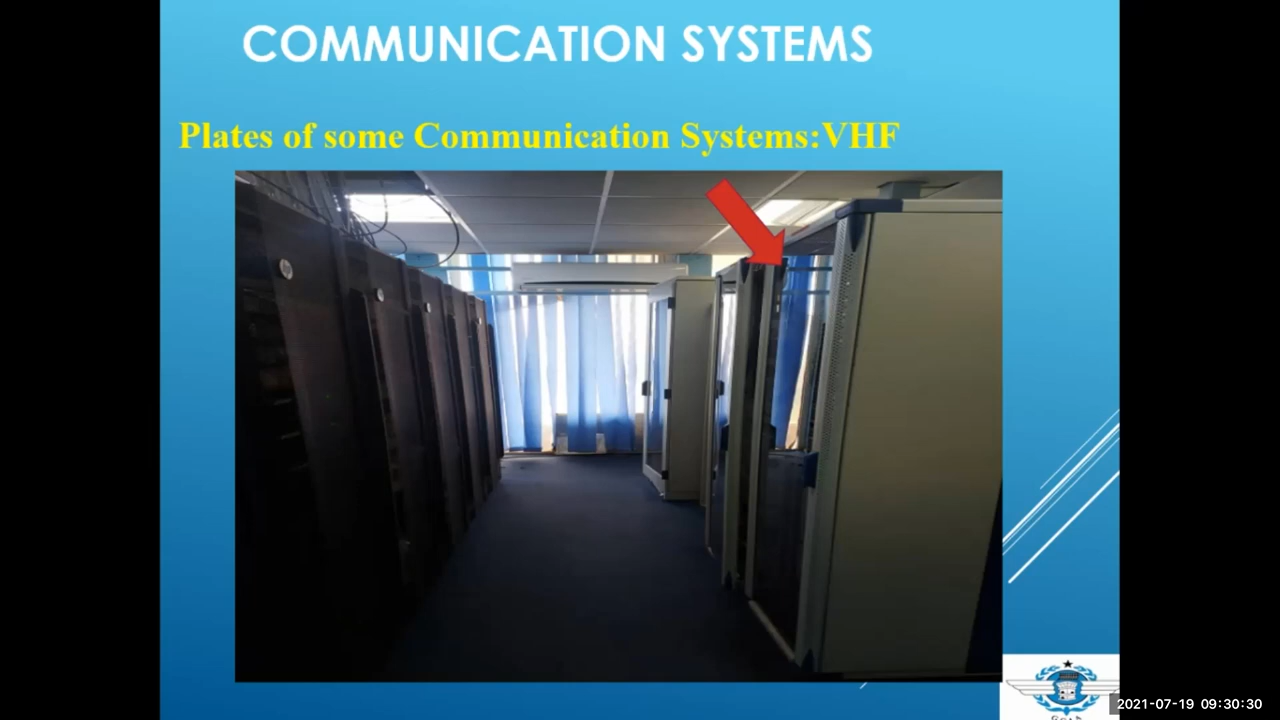 COMMUNICATION SYSTEMS
Plates of some Communication Systems:VHF
2021-07-19 09:30:30